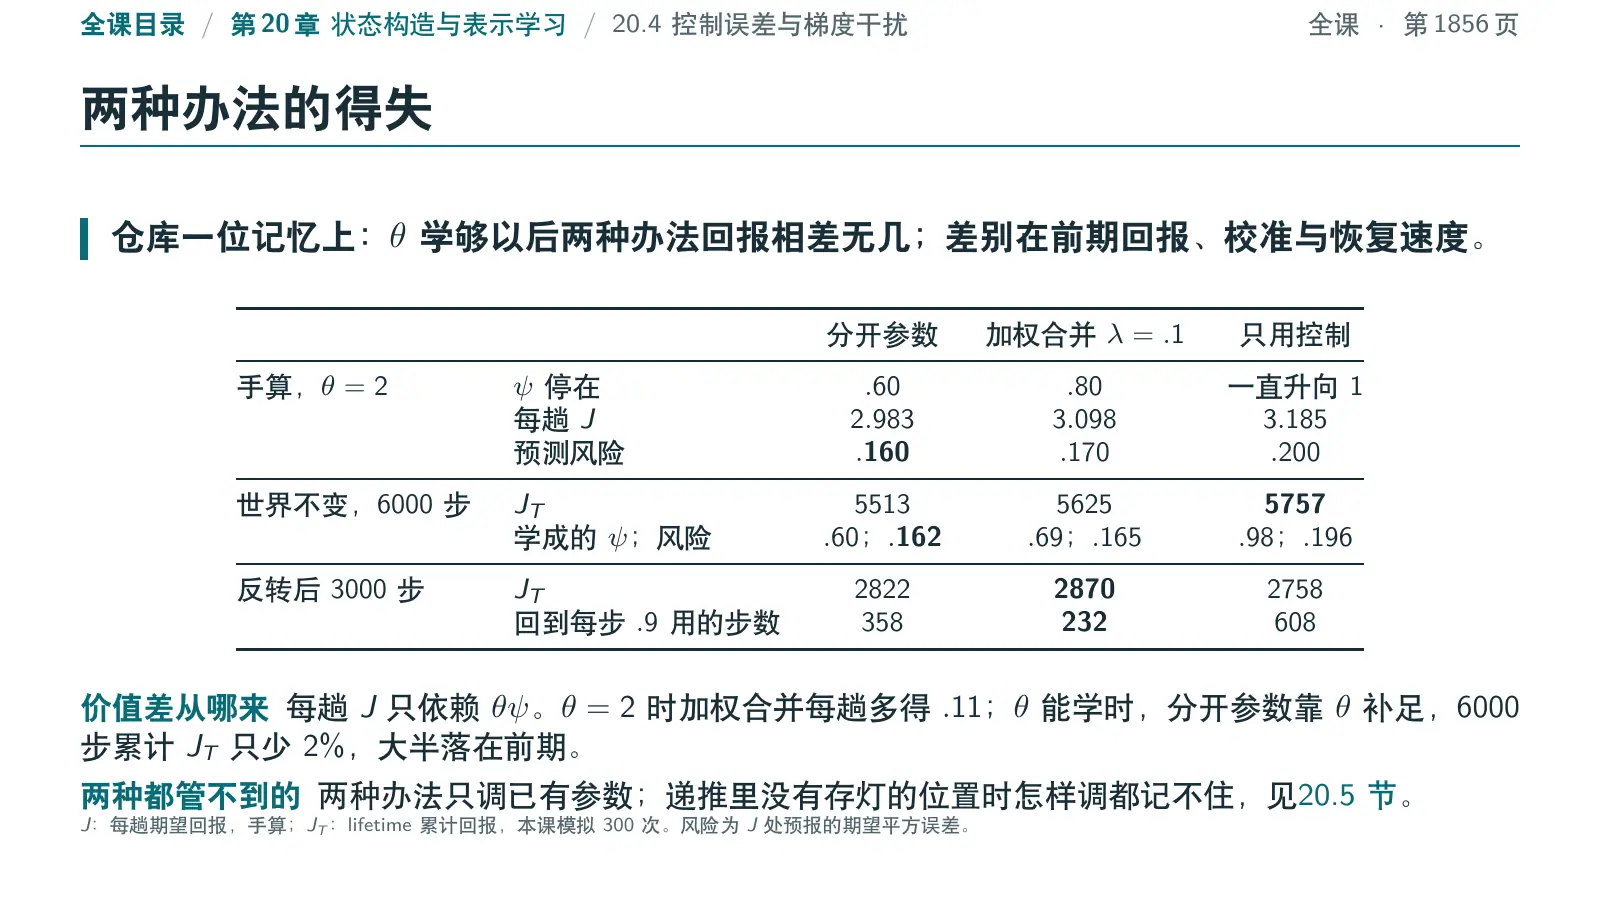 全课目录 / 第 20 章 状态构造与表示学习 / 20.4 控制误差与梯度干扰
全课 · 第 1856 页
两种办法的得失
仓库一位记忆上：θ 学够以后两种办法回报相差无几；差别在前期回报、校准与恢复速度。
分开参数 加权合并 λ = .1 只用控制
手算，θ = 2 ψ 停在 .60 .80 一直升向 1
每趟 J 2.983 3.098 3.185
预测风险 .160 .170 .200
世界不变，6000 步 J_T 5513 5625 5757
学成的 ψ；风险 .60；.162 .69；.165 .98；.196
反转后 3000 步 J_T 2822 2870 2758
回到每步 .9 用的步数 358 232 608
价值差从哪来 每趟 J 只依赖 θψ。θ = 2 时加权合并每趟多得 .11；θ 能学时，分开参数靠 θ 补足，6000
步累计 J_T 只少 2%，大半落在前期。
两种都管不到的 两种办法只调已有参数；递推里没有存灯的位置时怎样调都记不住，见20.5 节。
J：每趟期望回报，手算；J_T：lifetime 累计回报，本课模拟 300 次。风险为 J 处预报的期望平方误差。